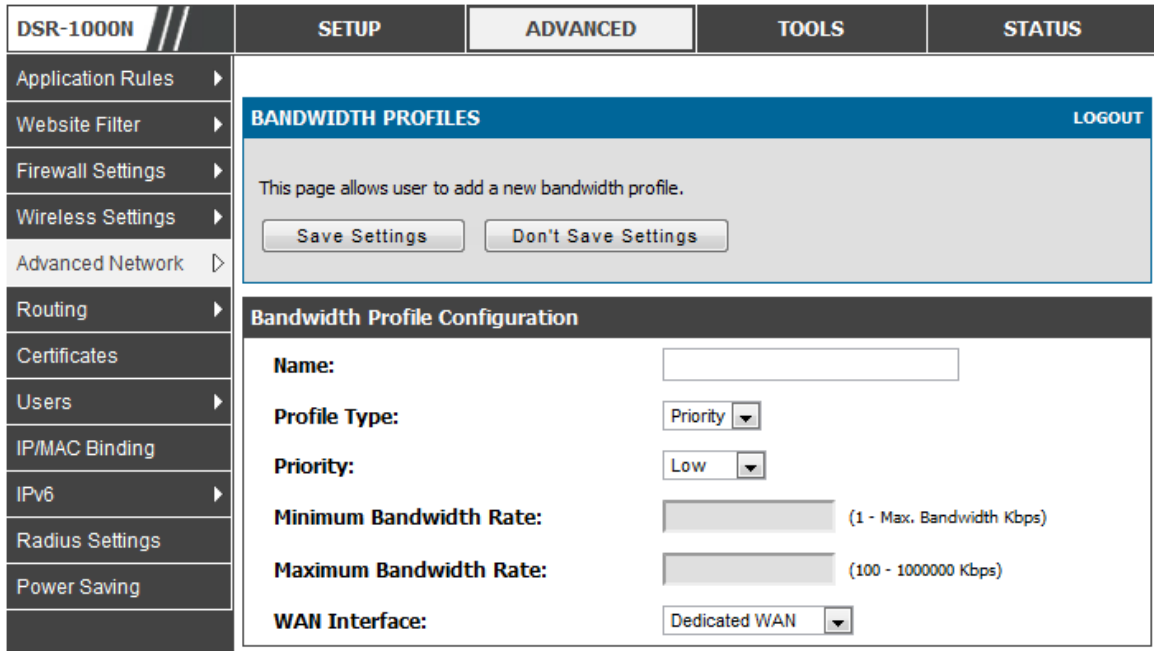 DSR-1000N
SETUP
ADVANCED
TOOLS
STATUS
Application Rules
Website Filter
Firewall Settings
Wireless Settings
Advanced Network
Routing
Certificates
Users
IP/MAC Binding
IPv6
Radius Settings
Power Saving
BANDWIDTH PROFILES
LOGOUT
This page allows user to add a new bandwidth profile.
Save Settings
Don't Save Settings
Bandwidth Profile Configuration
Name:
Profile Type: Priority
Priority: Low
Minimum Bandwidth Rate: (1 - Max. Bandwidth Kbps)
Maximum Bandwidth Rate: (100 - 1000000 Kbps)
WAN Interface: Dedicated WAN